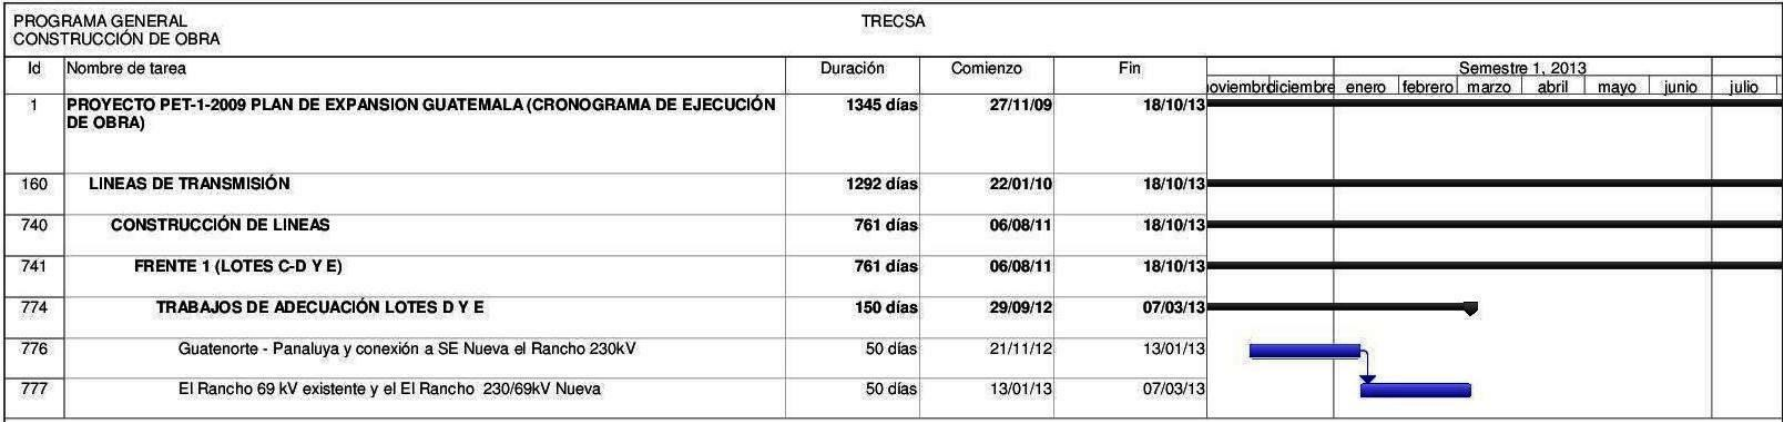 PROGRAMA GENERAL
CONSTRUCCIÓN DE OBRA
TRECSA
Id Nombre de tarea Duración Comienzo Fin Semestre 1, 2013
diciembre enero febrero marzo abril mayo junio julio
1 PROYECTO PET-1-2009 PLAN DE EXPANSION GUATEMALA (CRONOGRAMA DE EJECUCIÓN 1345 días 27/11/09 18/10/13
DE OBRA)
160 LINEAS DE TRANSMISIÓN 1292 días 22/01/10 18/10/13
740 CONSTRUCCIÓN DE LINEAS 761 días 06/08/11 18/10/13
741 FRENTE 1 (LOTES C-D Y E) 761 días 06/08/11 18/10/13
774 TRABAJOS DE ADECUACIÓN LOTES D Y E 150 días 29/09/12 07/03/13
776 Guatenorte - Panaluya y conexión a SE Nueva el Rancho 230kV 50 días 21/11/12 13/01/13
777 El Rancho 69 kV existente y el El Rancho 230/69kV Nueva 50 días 13/01/13 07/03/13